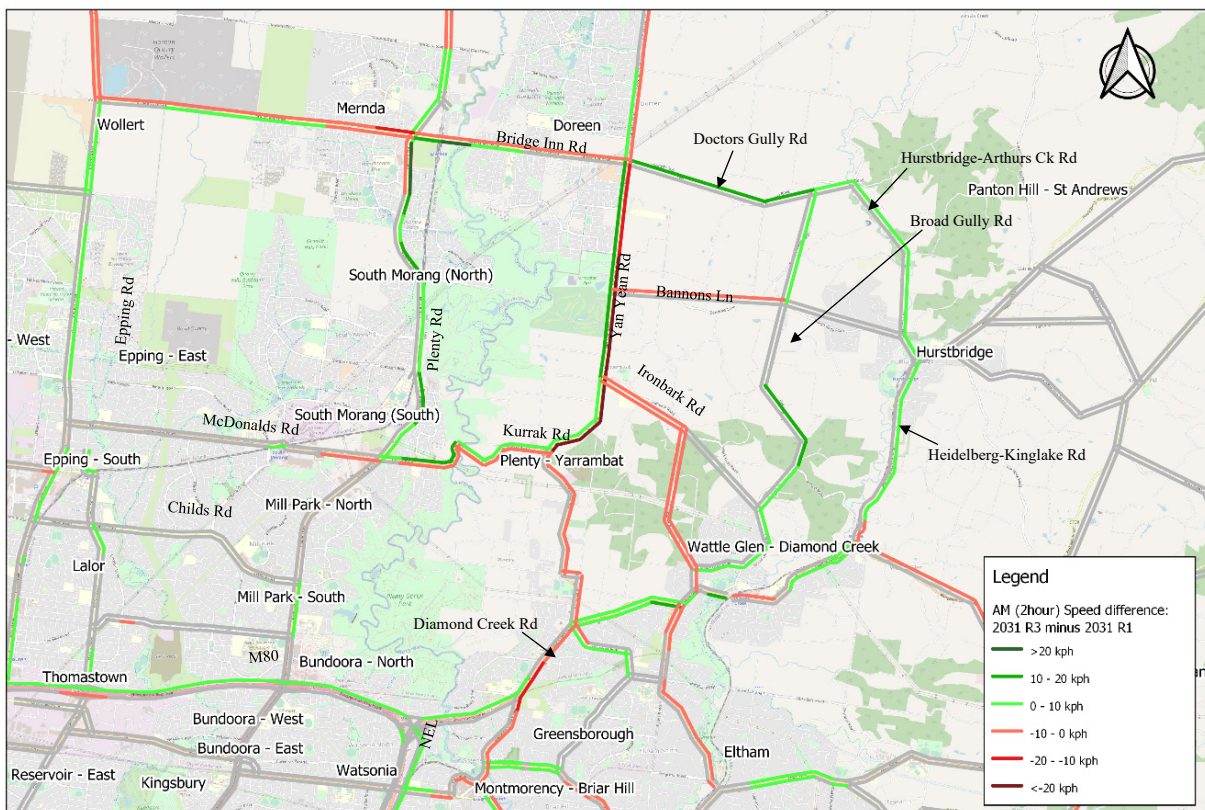 Wollert
Mernda
Bridge Inn Rd
Doreen
Doctors Gully Rd
Hurstbridge-Arthurs Ck Rd
Panton Hill - St Andrews
Broad Gully Rd
South Morang (North)
Epping Rd
- West
Epping - East
Plenty Rd
Yan Yean Rd
Bannons Ln
Hurstbridge
Ironbark Rd
South Morang (South)
McDonalds Rd
Kurrak Rd
Plenty - Yarrambat
Heidelberg-Kinglake Rd
Epping - South
Mill Park - North
Childs Rd
Wattle Glen - Diamond Creek
Lalor
Mill Park - South
Diamond Creek Rd
M80
Bundoora - North
Thomastown
Bundoora - West
NEL
Greensborough
Bundoora - East
Eltham
Reservoir - East
Kingsbury
Watsonia
Montmorency - Briar Hill
Legend
AM (2hour) Speed difference:
2031 R3 minus 2031 R1
>20 kph
10 - 20 kph
0 - 10 kph
-10 - 0 kph
-20 - -10 kph
<-20 kph